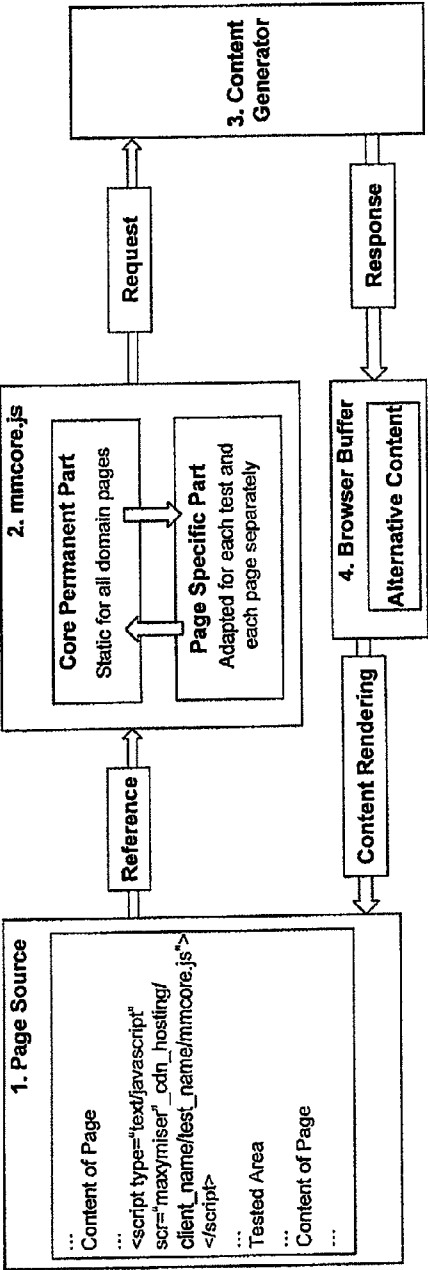 1. Page Source
...
Content of Page
...
<script type="text/javascript"
scr="maxymiser"_cdn_hosting/
client_name/test_name/mmcore.js">
</script>
...
Tested Area
...
Content of Page
...
Reference
2. mmcore.js
Core Permanent Part
Static for all domain pages
Page Specific Part
Adapted for each test and
each page separately
Request
3. Content
Generator
Response
4. Browser Buffer
Alternative Content
Content Rendering